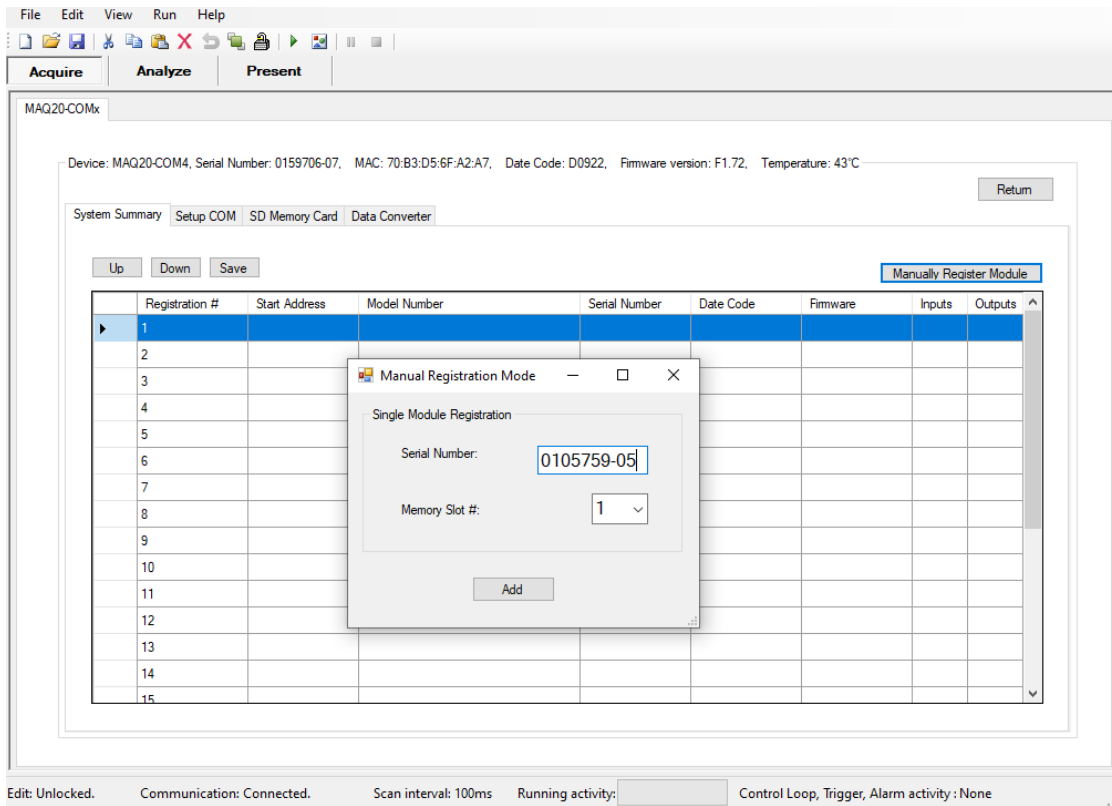 File Edit View Run Help
Acquire Analyze Present
MAQ20-COMx
Device: MAQ20-COM4, Serial Number: 0159706-07, MAC: 70:B3:D5:6F:A2:A7, Date Code: D0922, Firmware version: F1.72, Temperature: 43°C
Return
System Summary Setup COM SD Memory Card Data Converter
Up Down Save
Manually Register Module
Registration # Start Address Model Number Serial Number Date Code Firmware Inputs Outputs
1
2
3
4
5
6
7
8
9
10
11
12
13
14
15
Manual Registration Mode
Single Module Registration
Serial Number: 0105759-05
Memory Slot #: 1
Add
Edit: Unlocked. Communication: Connected. Scan interval: 100ms Running activity: Control Loop, Trigger, Alarm activity : None